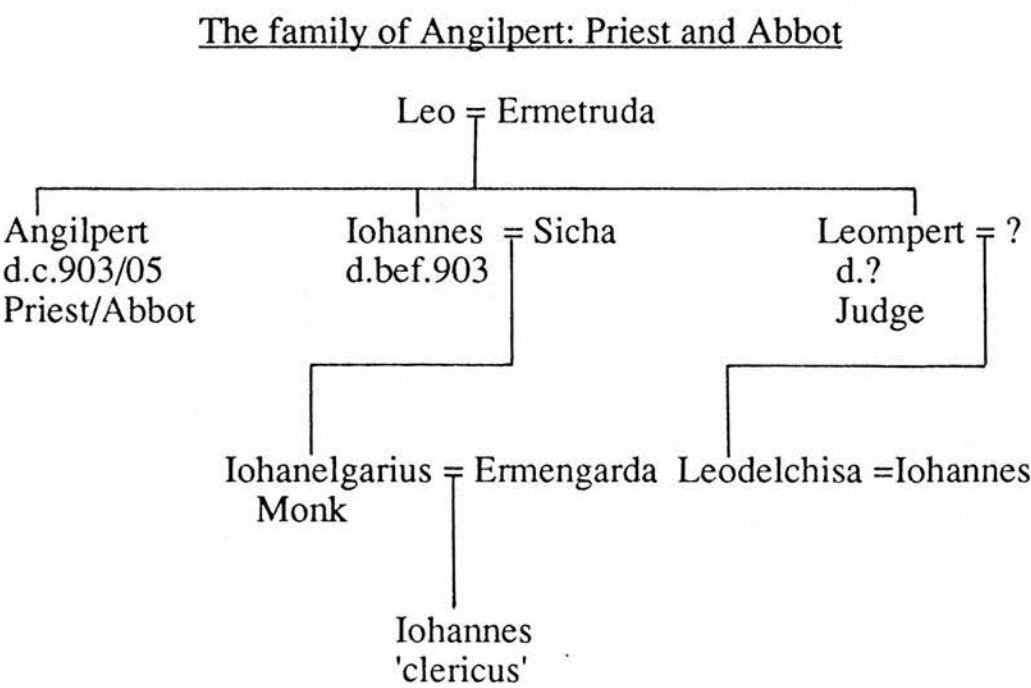 The family of Angilpert: Priest and Abbot
Leo = Ermetruda
Angilpert Iohannes = Sicha Leompert = ?
d.c.903/05 d.bef.903 d.?
Priest/Abbot Judge
Iohanelgarius = Ermengarda Leodelchisa =Iohannes
Monk
Iohannes
'clericus'